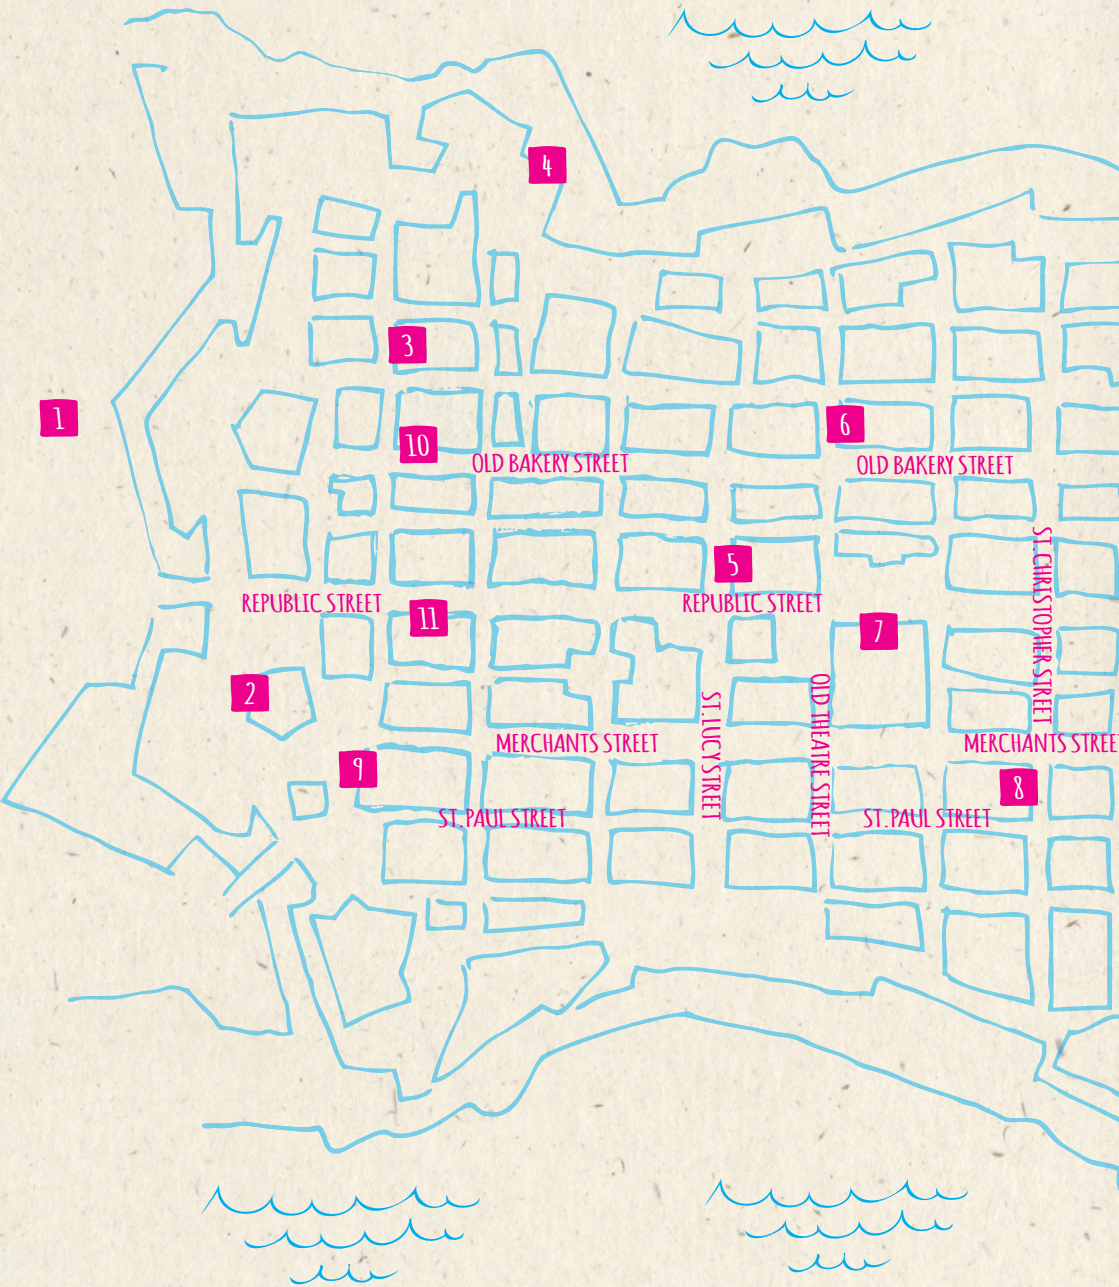 4
3
1
6
10
OLD BAKERY STREET
OLD BAKERY STREET
5
ST. CHRISTOPHER STREET
REPUBLIC STREET
REPUBLIC STREET
11
7
2
ST. LUCY STREET
OLD THEATRE STREET
MERCHANTS STREET
MERCHANTS STREET
9
8
ST. PAUL STREET
ST. PAUL STREET